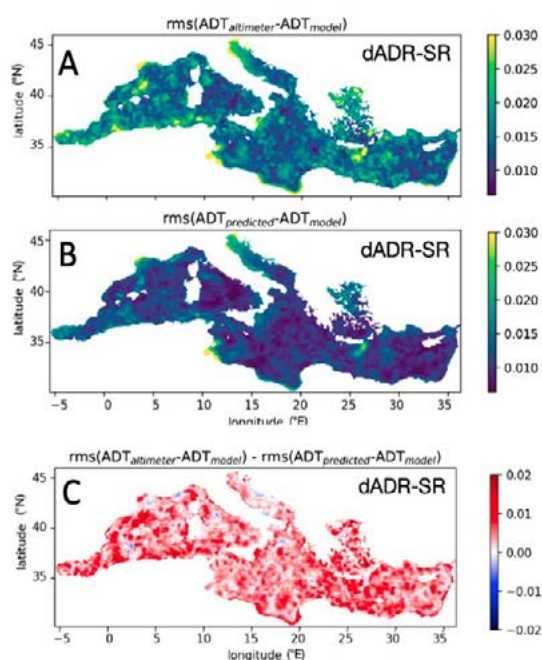 rms(ADTaltimeter-ADTmodel)
A
dADR-SR
latitude (°N)
45
40
35
0.030
0.025
0.020
0.015
0.010
rms(ADTpredicted-ADTmodel)
B
dADR-SR
latitude (°N)
45
40
35
0.030
0.025
0.020
0.015
0.010
-5 0 5 10 15 20 25 30 35
longitude (°E)
rms(ADTaltimeter-ADTmodel) - rms(ADTpredicted-ADTmodel)
C
dADR-SR
latitude (°N)
45
40
35
0.02
0.01
0.00
-0.01
-0.02
-5 0 5 10 15 20 25 30 35
longitude (°E)